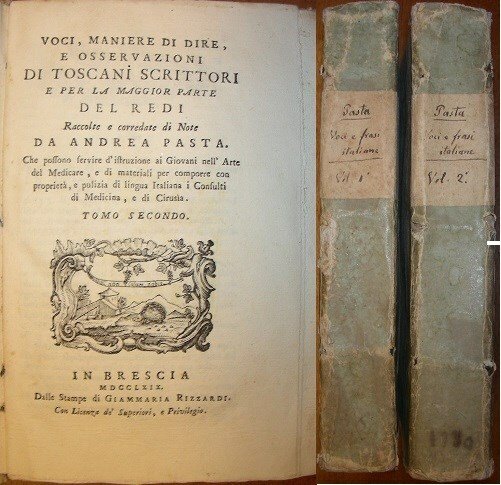 VOCI, MANIERE DI DIRE,
E OSSERVAZIONI
DI TOSCANI SCRITTORI
E PER LA MAGGIOR PARTE
DEL REDI
Raccolte e corredate di Note
DA ANDREA PASTA.
Che possono servire d'istruzione ai Giovani nell' Arte
del Medicare, e di materiali per comporre con
proprietà, e polizia di lingua Italiana i Consulti
di Medicina, e di Cirusia.
TOMO SECONDO.
IN BRESCIA
MDCCLXIX.
Dalle Stampe di GIAMMARIA RIZZARDI.
Con Licenza de' Superiori, e Privilegio.
Pasta
Voci e frasi
italiane
Vol. 1.
Pasta
Voci e frasi
italiane
Vol. 2.